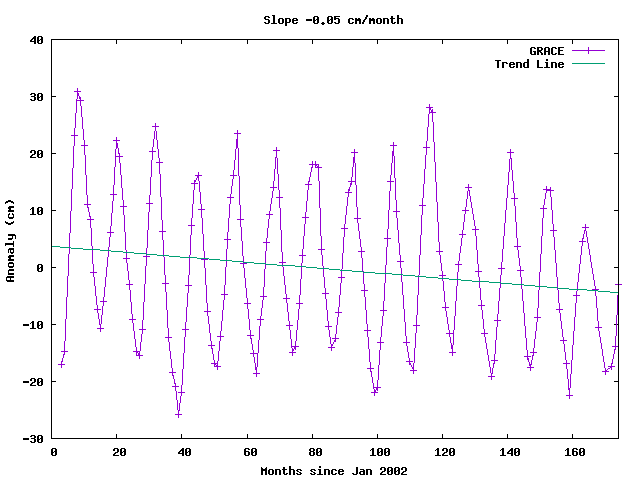 Slope -0.05 cm/month
GRACE
Trend Line
Anomaly (cm)
40
30
20
10
0
-10
-20
-30
0 20 40 60 80 100 120 140 160
Months since Jan 2002